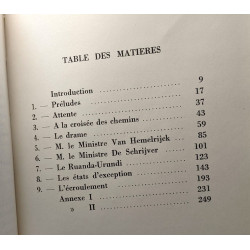 TABLE DES MATIERES
Introduction 9
1. — Préludes 17
2. — Attente 37
3. — A la croisée des chemins 43
4. — Le drame 59
5. — M. le Ministre Van Hemelrijck 85
6. — M. le Ministre De Schrijver 101
7. — Le Ruanda-Urundi 123
8. — Les états d'exception 143
9. — L'écroulement 193
Annexe I 231
» II 249